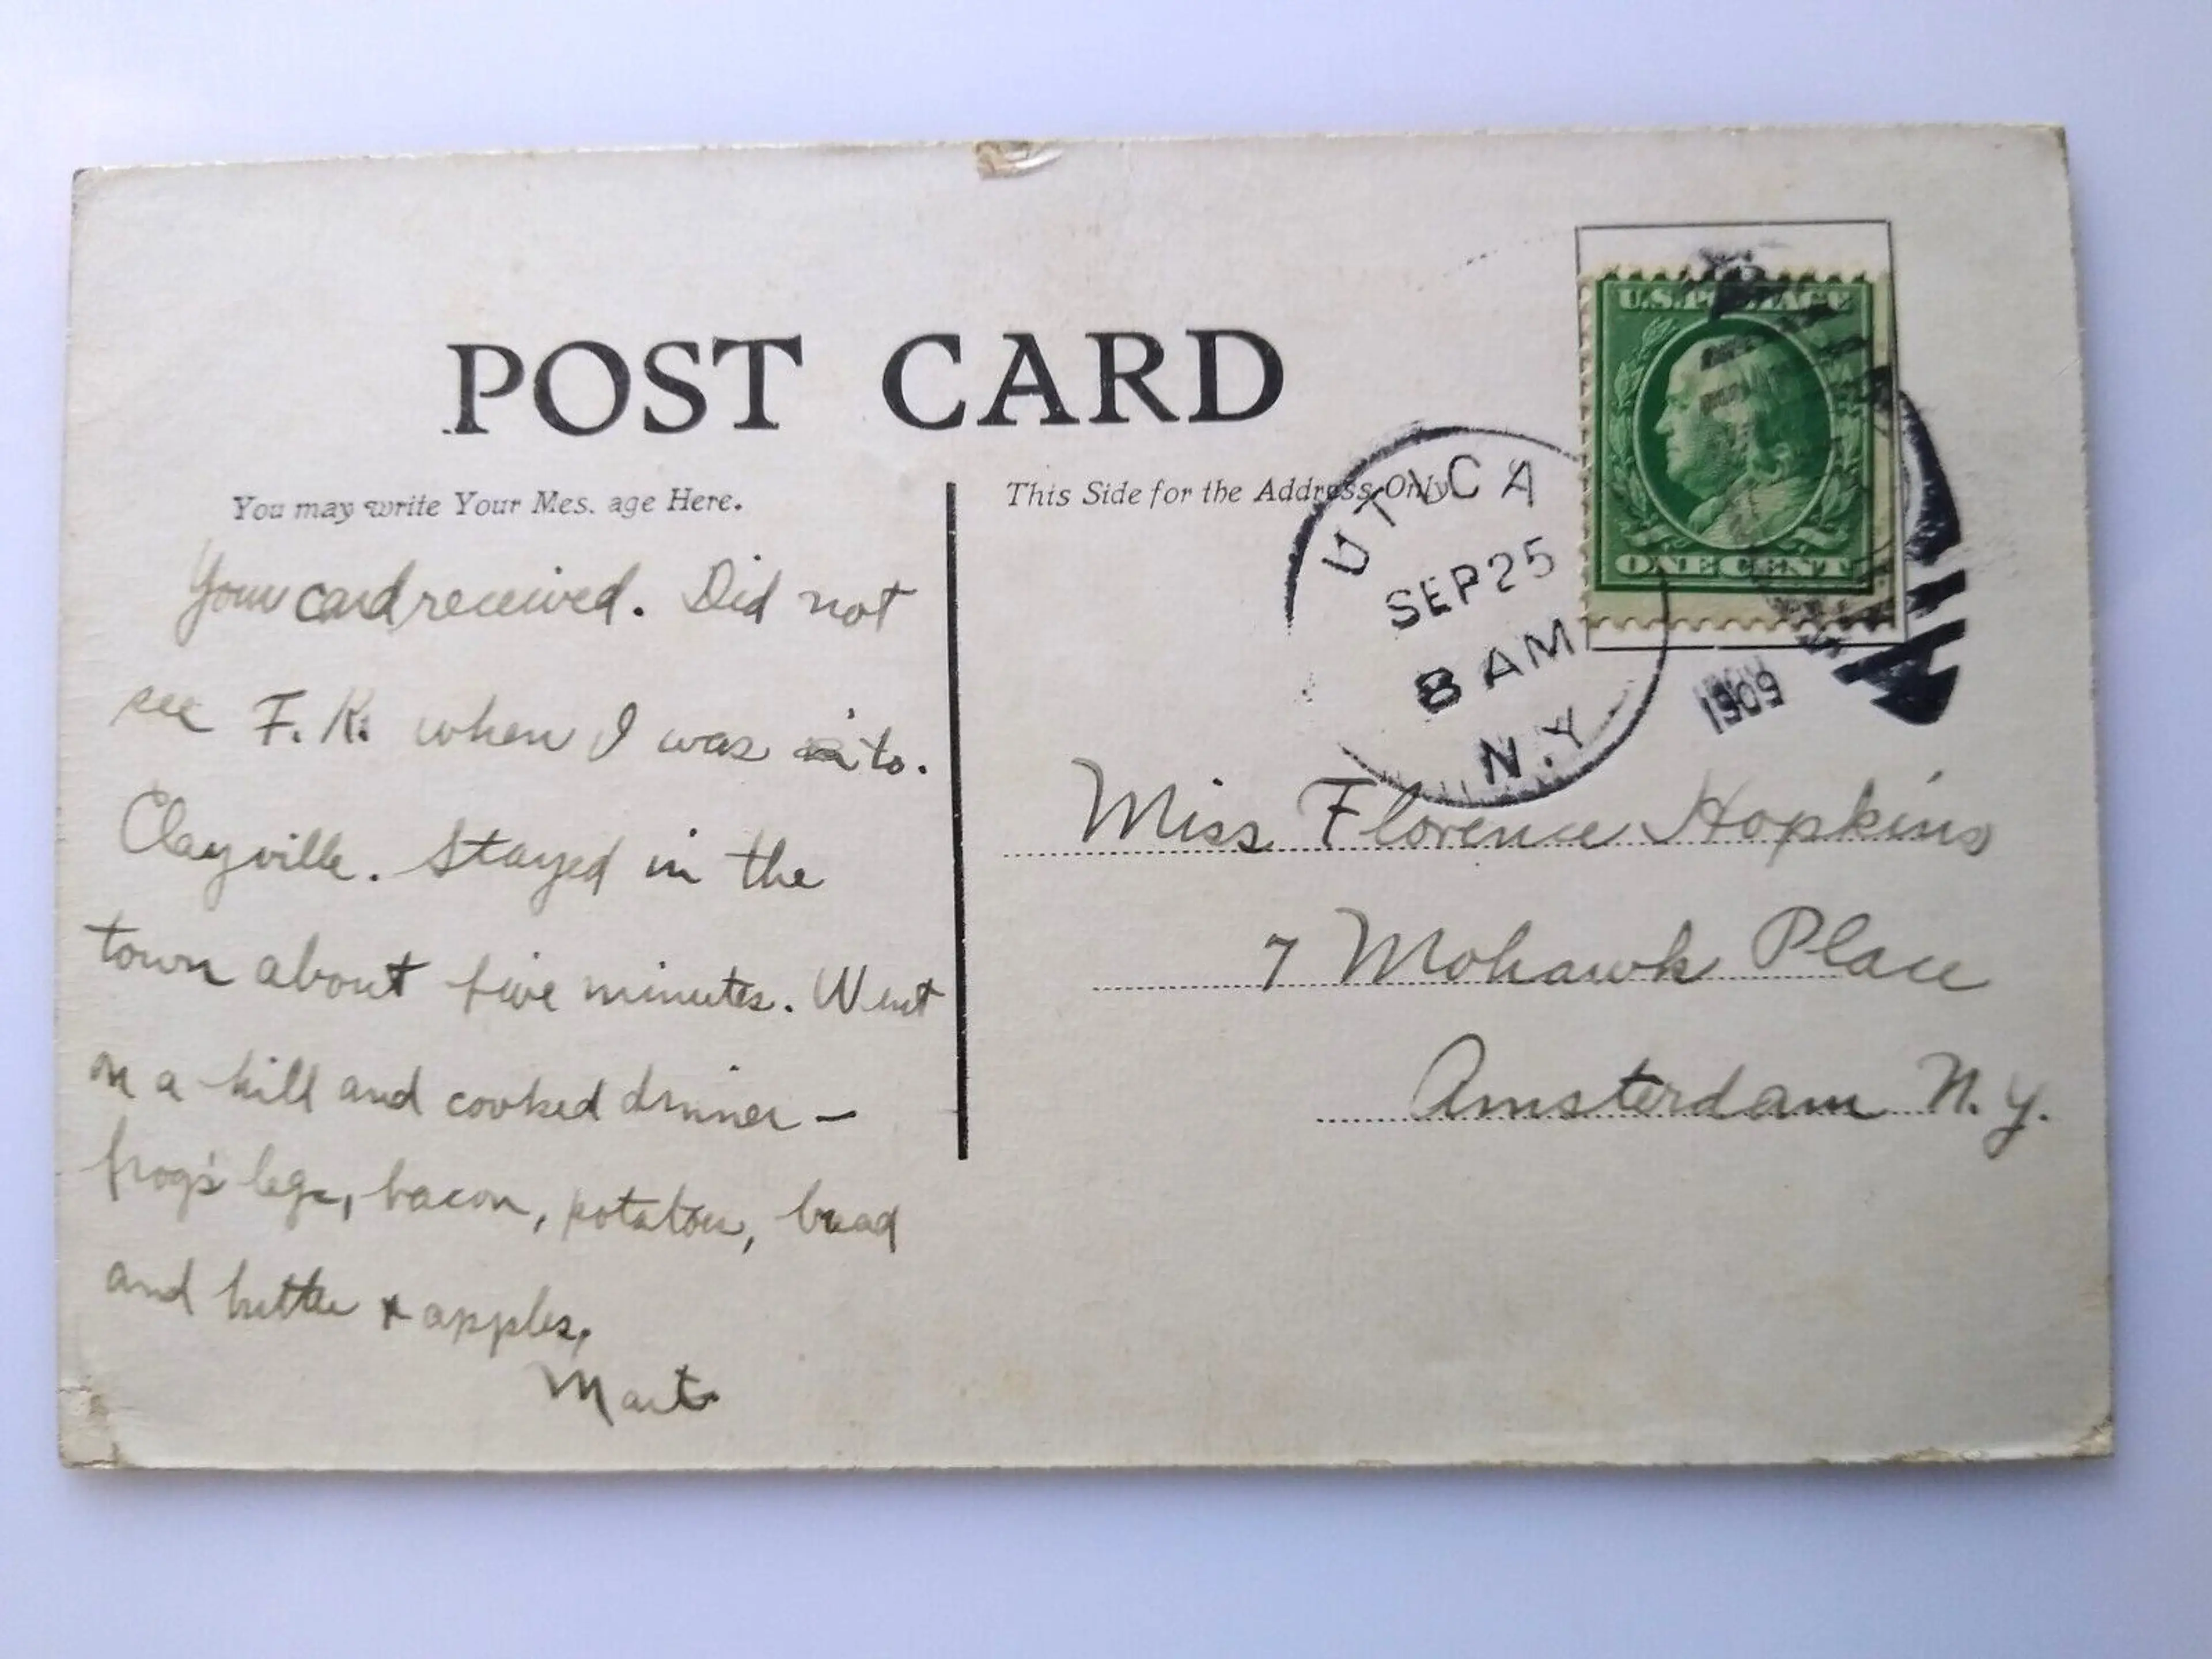 POST CARD
You may write Your Mes. age Here.
Your card received. Did not
see F. K. when I was to.
Clayville. Stayed in the
town about five minutes. Went
on a hill and cooked dinner —
frog's legs, bacon, potatoes, bread
and butter & apples.
Mart
This Side for the Address Only
U.S. POSTAGE
ONE CENT
UTICA
SEP 25
8 AM
N.Y.
1909
Miss Florence Hopkins
7 Mohawk Place
Amsterdam N.Y.